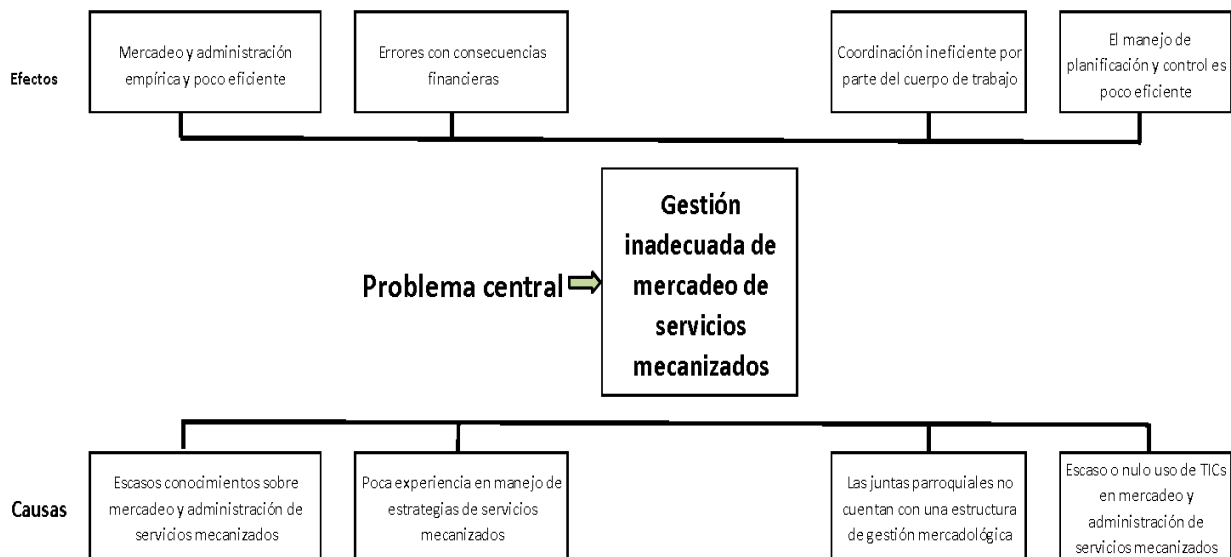 Efectos
Mercadeo y administración
empírica y poco eficiente
Errores con consecuencias
financieras
Coordinación ineficiente por
parte del cuerpo de trabajo
El manejo de
planificación y control es
poco eficiente
Problema central
Gestión
inadecuada de
mercadeo de
servicios
mecanizados
Causas
Escasos conocimientos sobre
mercadeo y administración de
servicios mecanizados
Poca experiencia en manejo de
estrategias de servicios
mecanizados
Las juntas parroquiales no
cuentan con una estructura
de gestión mercadológica
Escaso o nulo uso de TICs
en mercadeo y
administración de
servicios mecanizados